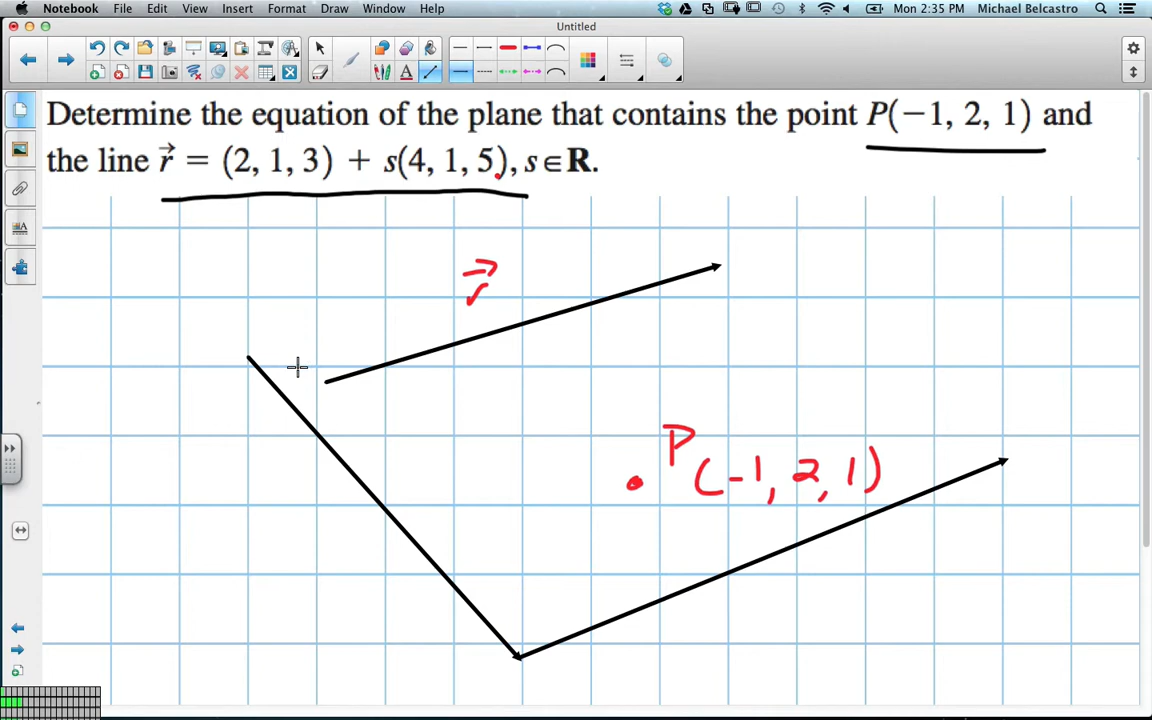 Notebook File Edit View Insert Format Draw Window Help Mon 2:35 PM Michael Belcastro
Untitled
Determine the equation of the plane that contains the point P(−1, 2, 1) and
the line r⃗ = (2, 1, 3) + s(4, 1, 5), s∈R.
r⃗
P
(-1, 2, 1)